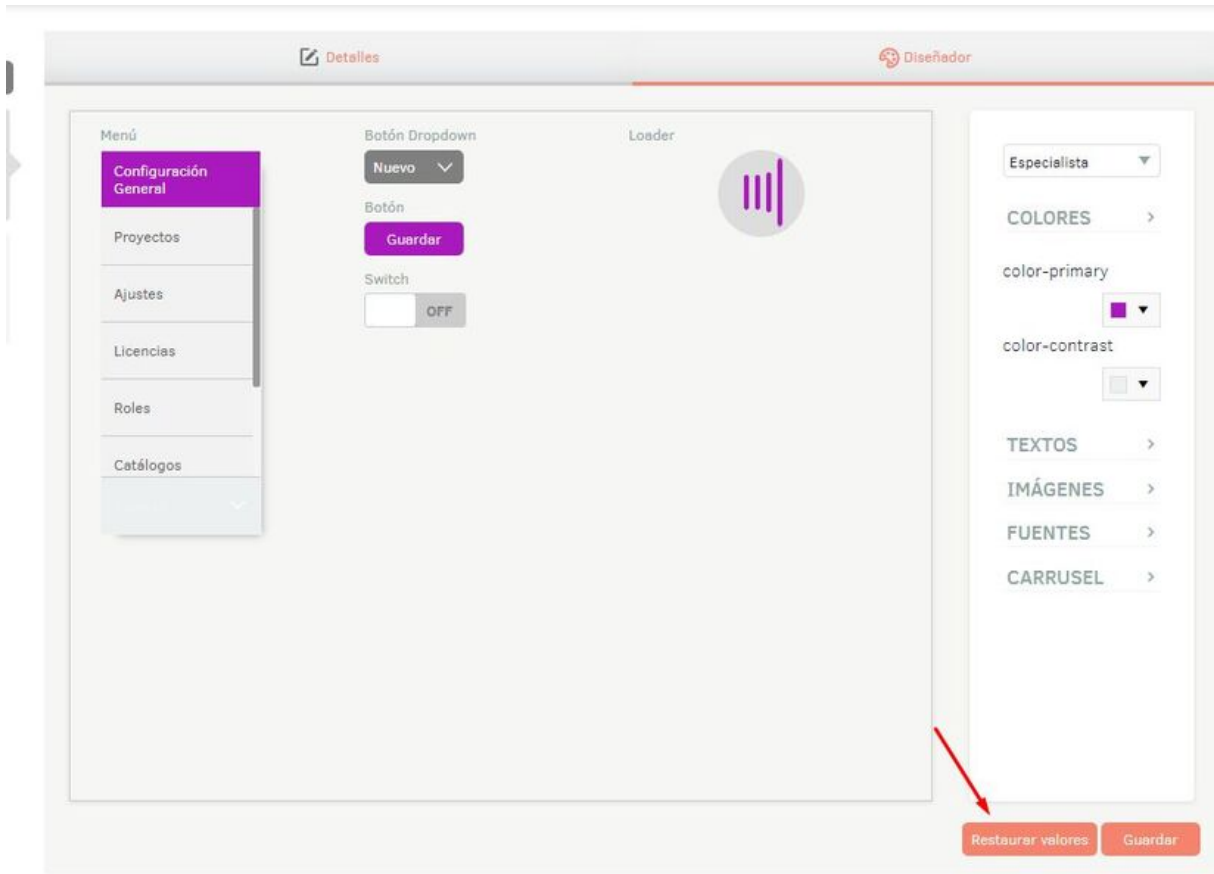 Detalles
Diseñador
Menú
Configuración
General
Proyectos
Ajustes
Licencias
Roles
Catálogos
Botón Dropdown
Nuevo
Botón
Guardar
Switch
OFF
Loader
Especialista
COLORES
color-primary
color-contrast
TEXTOS
IMÁGENES
FUENTES
CARRUSEL
Restaurar valores
Guardar